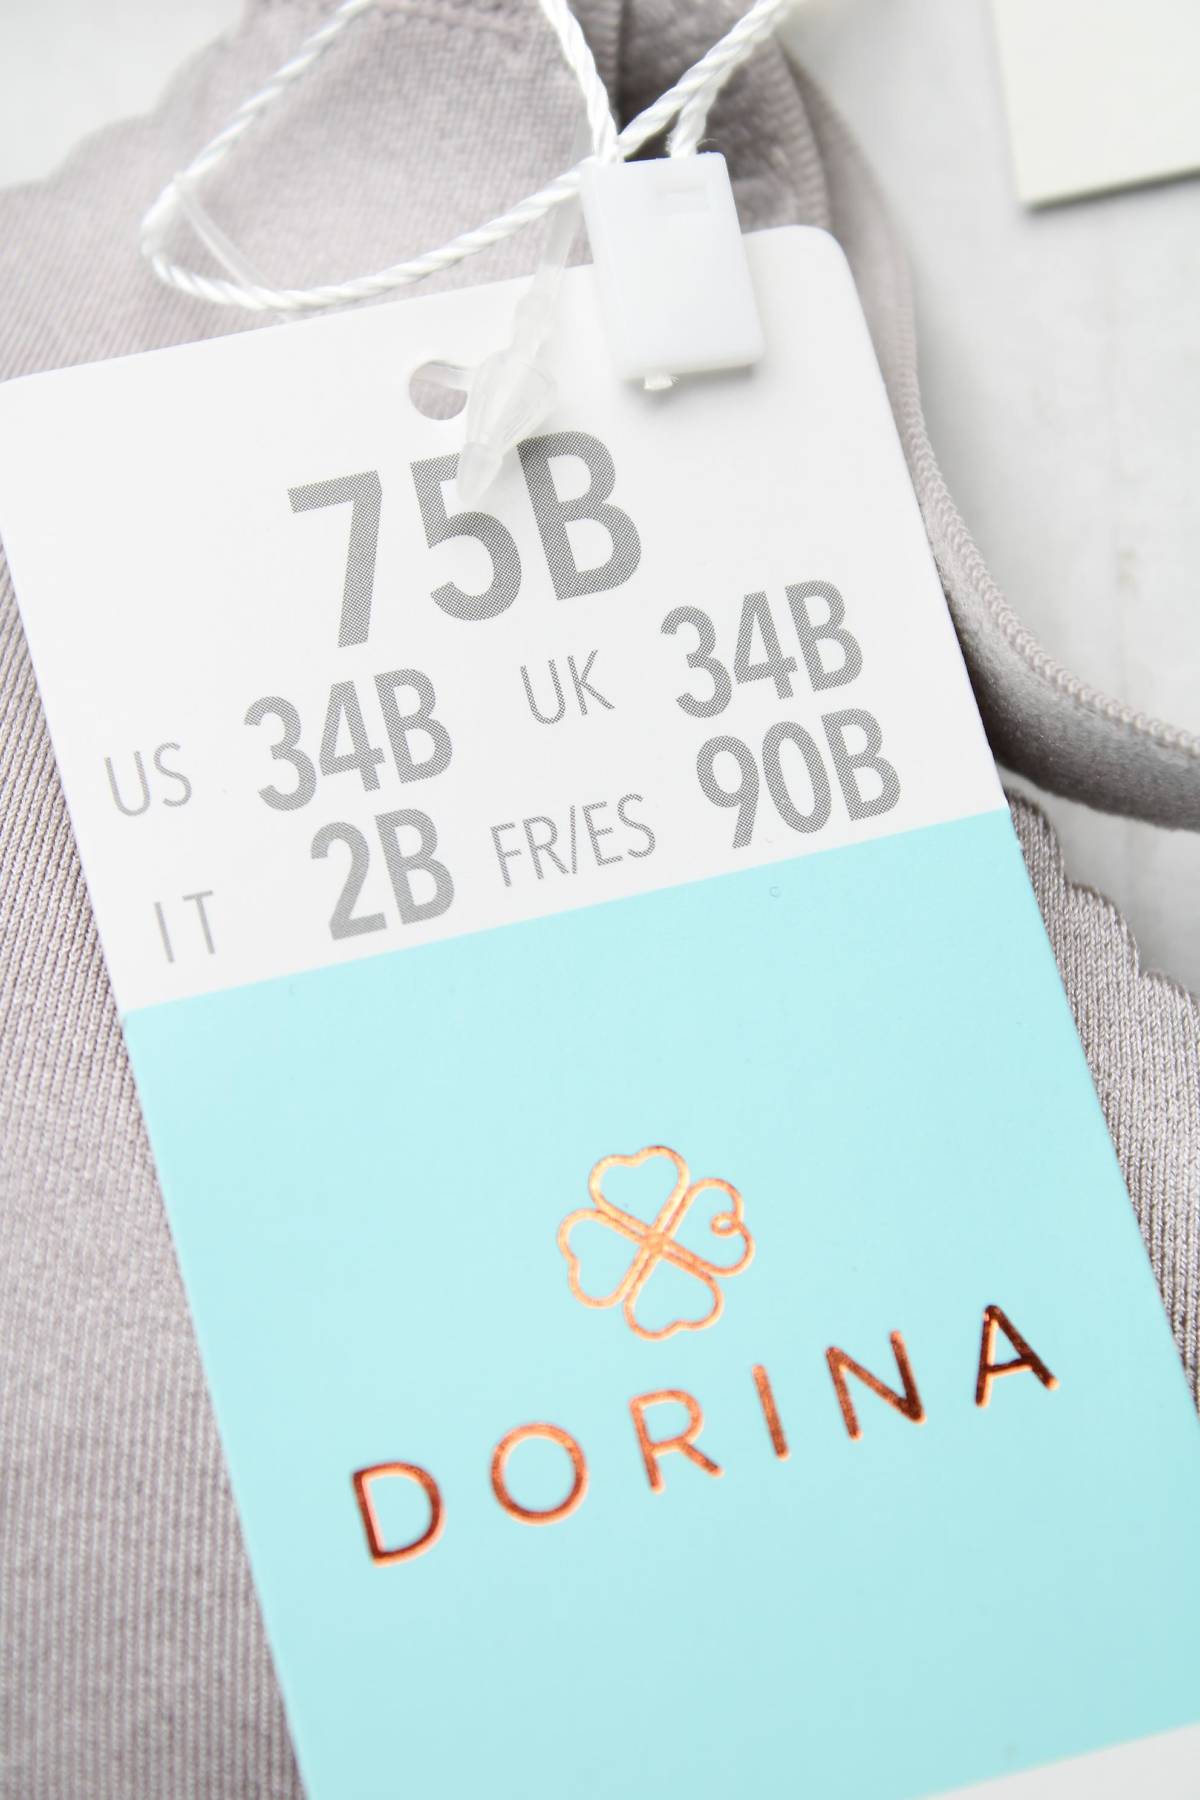 75B
US 34B UK 34B
IT 2B FR/ES 90B
DORINA